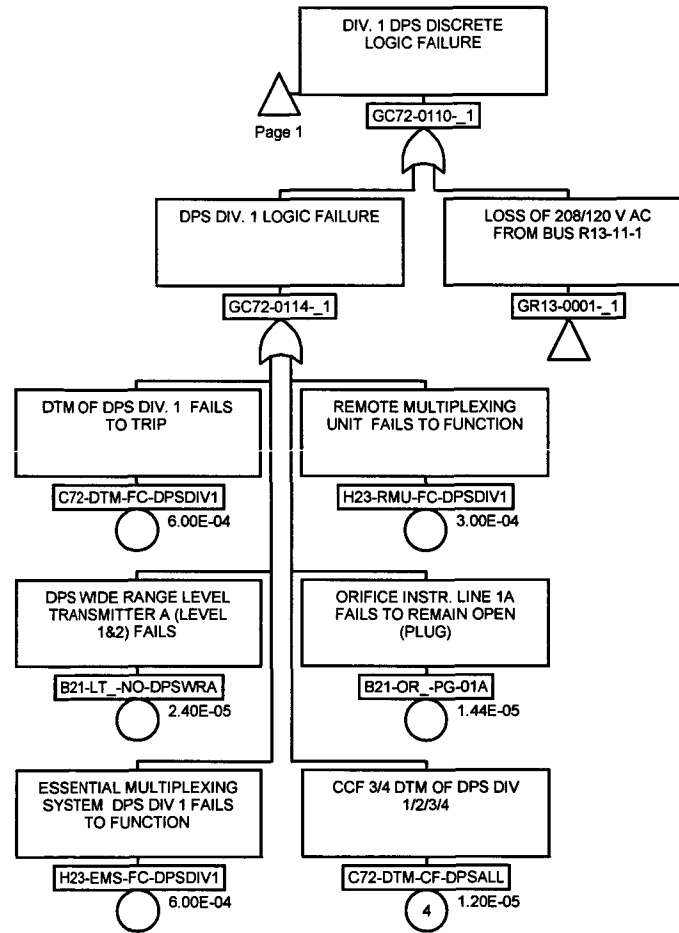 DIV. 1 DPS DISCRETE
LOGIC FAILURE
Page 1
GC72-0110-_1
DPS DIV. 1 LOGIC FAILURE
GC72-0114-_1
LOSS OF 208/120 V AC
FROM BUS R13-11-1
GR13-0001-_1
DTM OF DPS DIV. 1 FAILS
TO TRIP
C72-DTM-FC-DPSDIV1
6.00E-04
REMOTE MULTIPLEXING
UNIT FAILS TO FUNCTION
H23-RMU-FC-DPSDIV1
3.00E-04
DPS WIDE RANGE LEVEL
TRANSMITTER A (LEVEL
1&2) FAILS
B21-LT_-NO-DPSWRA
2.40E-05
ORIFICE INSTR. LINE 1A
FAILS TO REMAIN OPEN
(PLUG)
B21-OR_-PG-01A
1.44E-05
ESSENTIAL MULTIPLEXING
SYSTEM DPS DIV 1 FAILS
TO FUNCTION
H23-EMS-FC-DPSDIV1
6.00E-04
CCF 3/4 DTM OF DPS DIV
1/2/3/4
C72-DTM-CF-DPSALL
4
1.20E-05